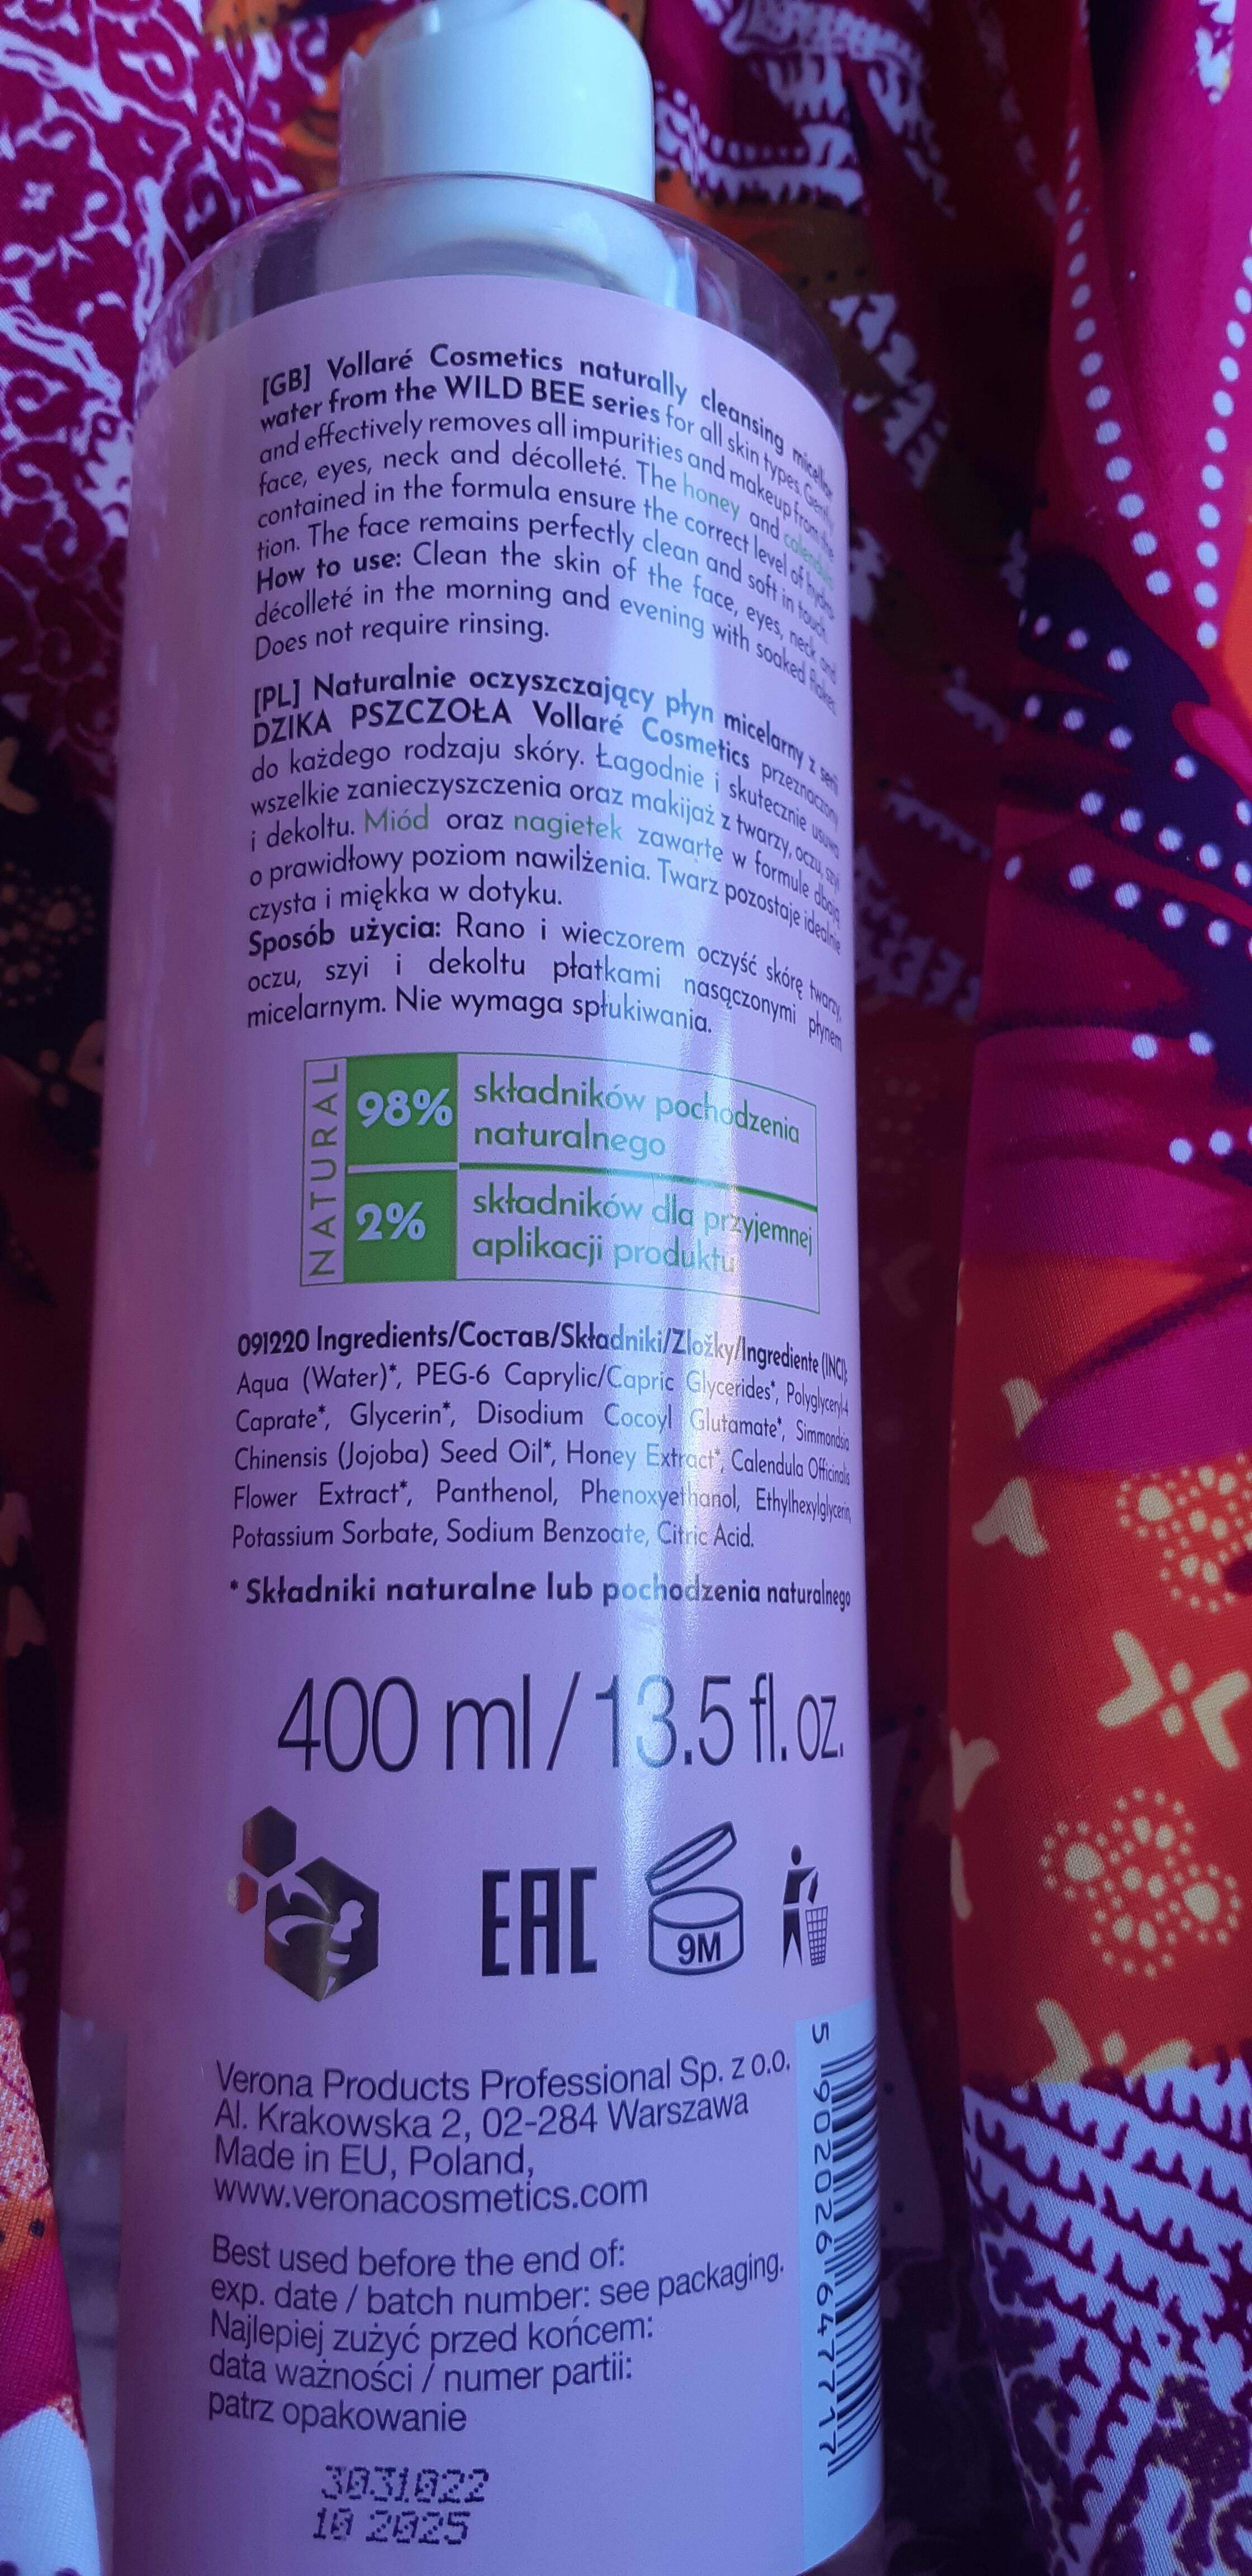 [GB] Vollaré Cosmetics naturally cleansing micellar
water from the WILD BEE series for all skin types. Gently
and effectively removes all impurities and makeup from the
face, eyes, neck and décolleté. The honey and calendula
contained in the formula ensure the correct level of hydra-
tion. The face remains perfectly clean and soft in touch.
How to use: Clean the skin of the face, eyes, neck and
décolleté in the morning and evening with soaked flakes.
Does not require rinsing.
[PL] Naturalnie oczyszczający płyn micelarny z serii
DZIKA PSZCZOŁA Vollaré Cosmetics przeznaczony
do każdego rodzaju skóry. Łagodnie i skutecznie usuwa
wszelkie zanieczyszczenia oraz makijaż z twarzy, oczu, szyi
i dekoltu. Miód oraz nagietek zawarte w formule dbają
o prawidłowy poziom nawilżenia. Twarz pozostaje idealnie
czysta i miękka w dotyku.
Sposób użycia: Rano i wieczorem oczyść skórę twarzy,
oczu, szyi i dekoltu płatkami nasączonymi płynem
micelarnym. Nie wymaga spłukiwania.
NATURAL
98% składników pochodzenia
naturalnego
2% składników dla przyjemnej
aplikacji produktu
091220 Ingredients/Состав/Składniki/Zložky/Ingrediente (INCI):
Aqua (Water)*, PEG-6 Caprylic/Capric Glycerides*, Polyglyceryl-4
Caprate*, Glycerin*, Disodium Cocoyl Glutamate*, Simmondsia
Chinensis (Jojoba) Seed Oil*, Honey Extract*, Calendula Officinalis
Flower Extract*, Panthenol, Phenoxyethanol, Ethylhexylglycerin,
Potassium Sorbate, Sodium Benzoate, Citric Acid.
* Składniki naturalne lub pochodzenia naturalnego
400 ml / 13.5 fl. oz.
EAC
9M
Verona Products Professional Sp. z o.o.
Al. Krakowska 2, 02-284 Warszawa
Made in EU, Poland,
www.veronacosmetics.com
Best used before the end of:
exp. date / batch number: see packaging.
Najlepiej zużyć przed końcem:
data ważności / numer partii:
patrz opakowanie
5 902026 647717
3031022
10 2025